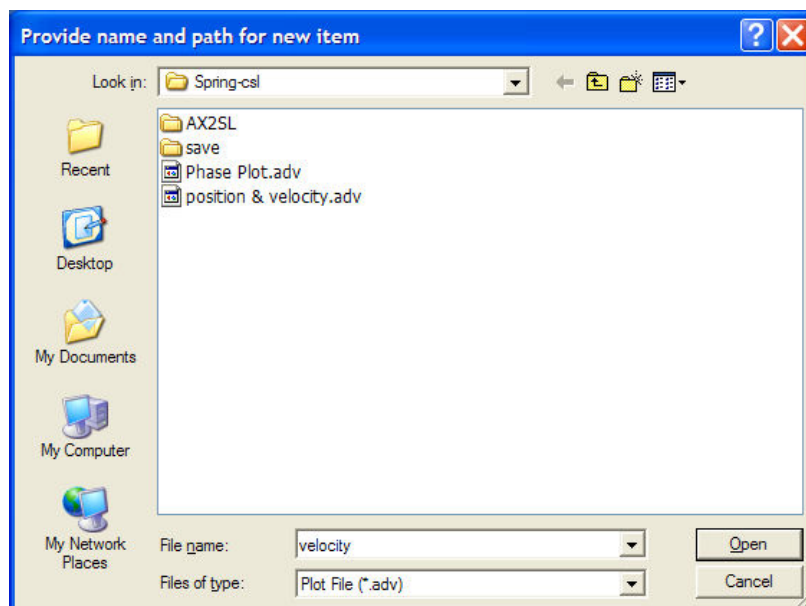 Provide name and path for new item
Look in:
Spring-csl
Recent
Desktop
My Documents
My Computer
My Network
Places
AX2SL
save
Phase Plot.adv
position & velocity.adv
File name:
velocity
Open
Files of type:
Plot File (*.adv)
Cancel